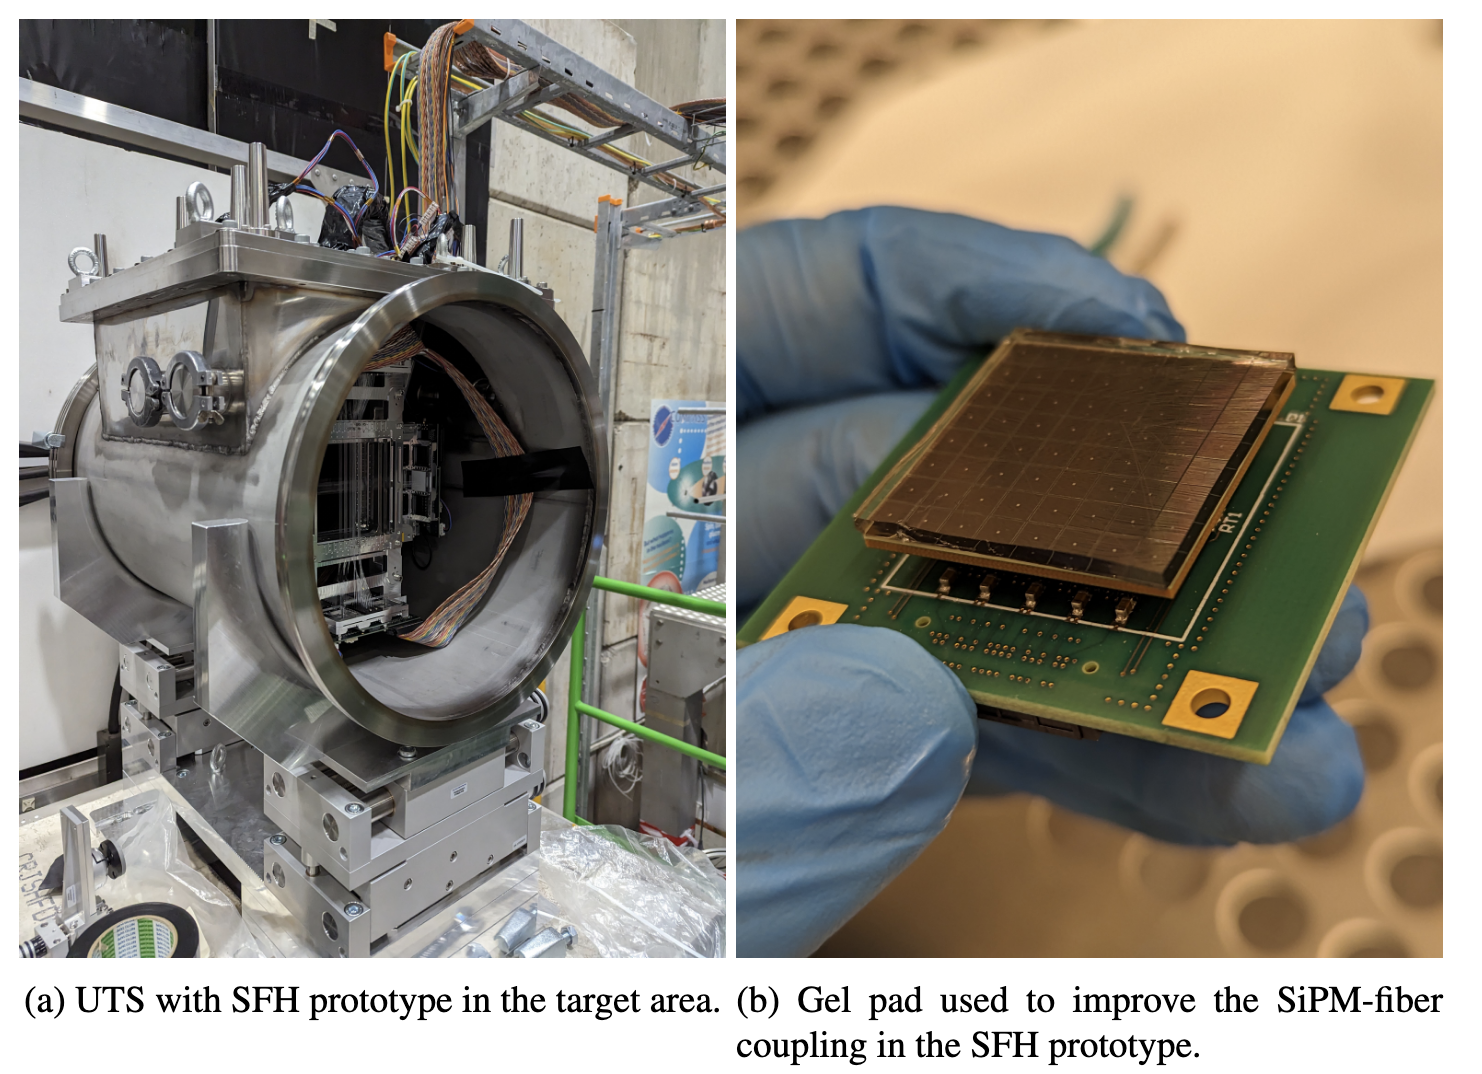 CRISME
RT1
(a) UTS with SFH prototype in the target area.
(b) Gel pad used to improve the SiPM-fiber
coupling in the SFH prototype.